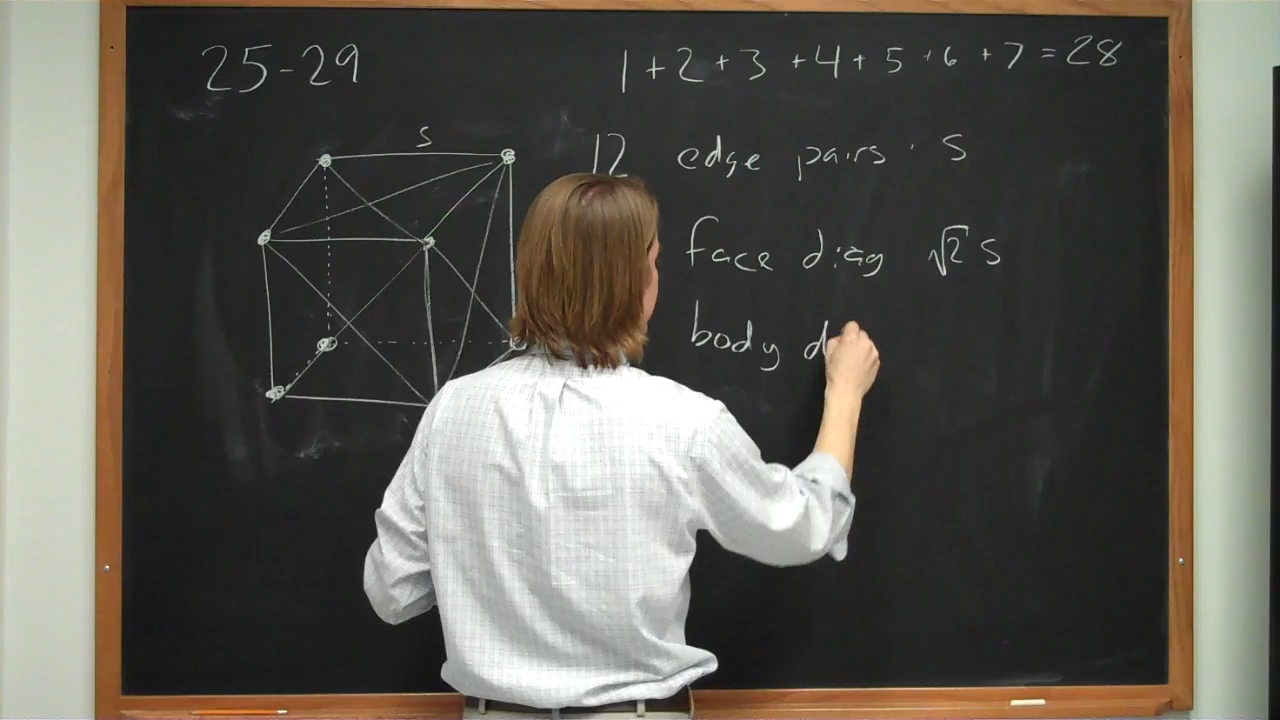 25-29
1+2+3+4+5+6+7=28
s
12 edge pairs · s
face diag √2 s
body d